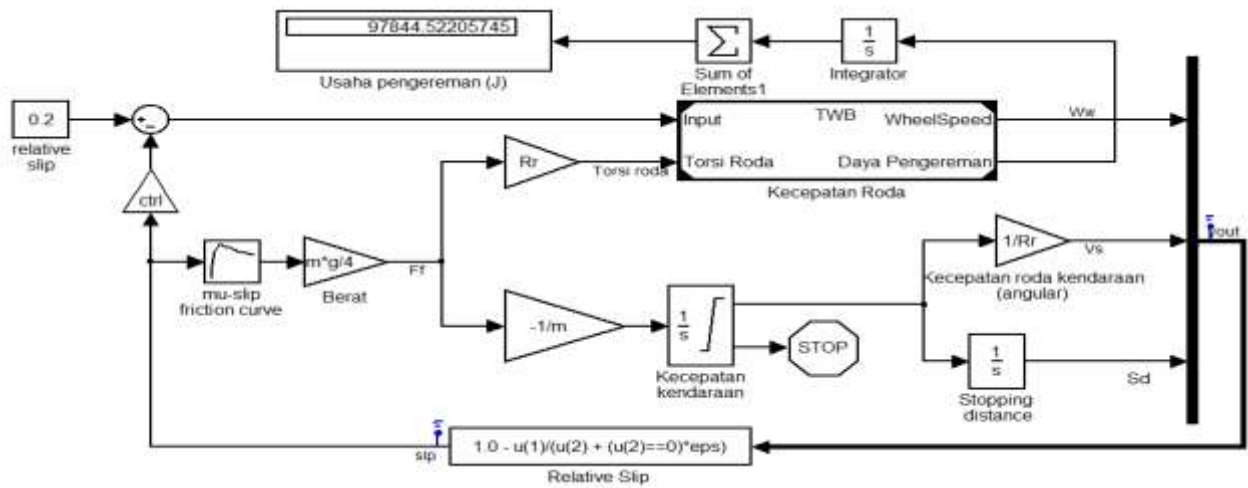 97844.52205745
Usaha pengereman (J)
Sum of
Elements1
1
s
Integrator
0.2
relative
slip
ctrl
Input
TWB
WheelSpeed
Torsi Roda
Daya Pengereman
Kecepatan Roda
Ww
Rr
Torsi roda
mu-slip
friction curve
m*g/4
Berat
Ff
-1/m
1
s
Kecepatan
kendaraan
STOP
1/Rr
Vs
Kecepatan roda kendaraan
(angular)
1
s
Stopping
distance
Sd
yout
slp
1.0 - u(1)/(u(2) + (u(2)==0)*eps)
Relative Slip